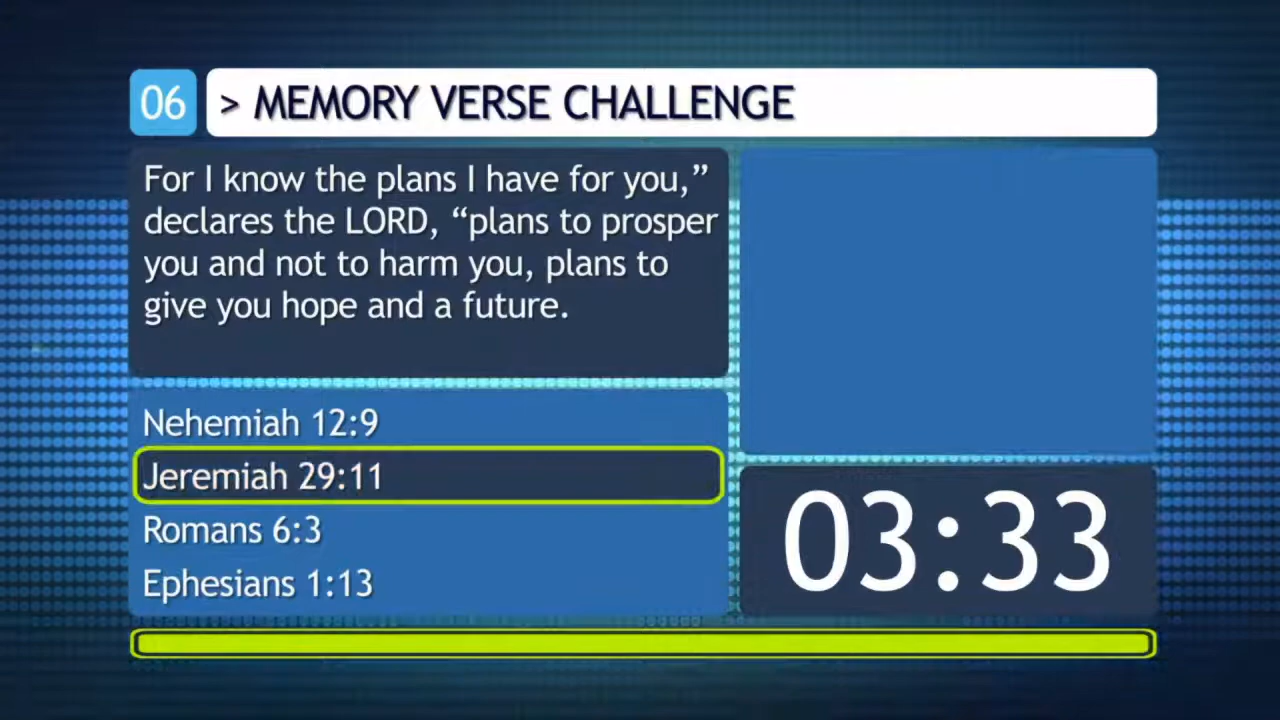 06 > MEMORY VERSE CHALLENGE
For I know the plans I have for you,”
declares the LORD, “plans to prosper
you and not to harm you, plans to
give you hope and a future.
Nehemiah 12:9
Jeremiah 29:11
Romans 6:3
Ephesians 1:13
03:33